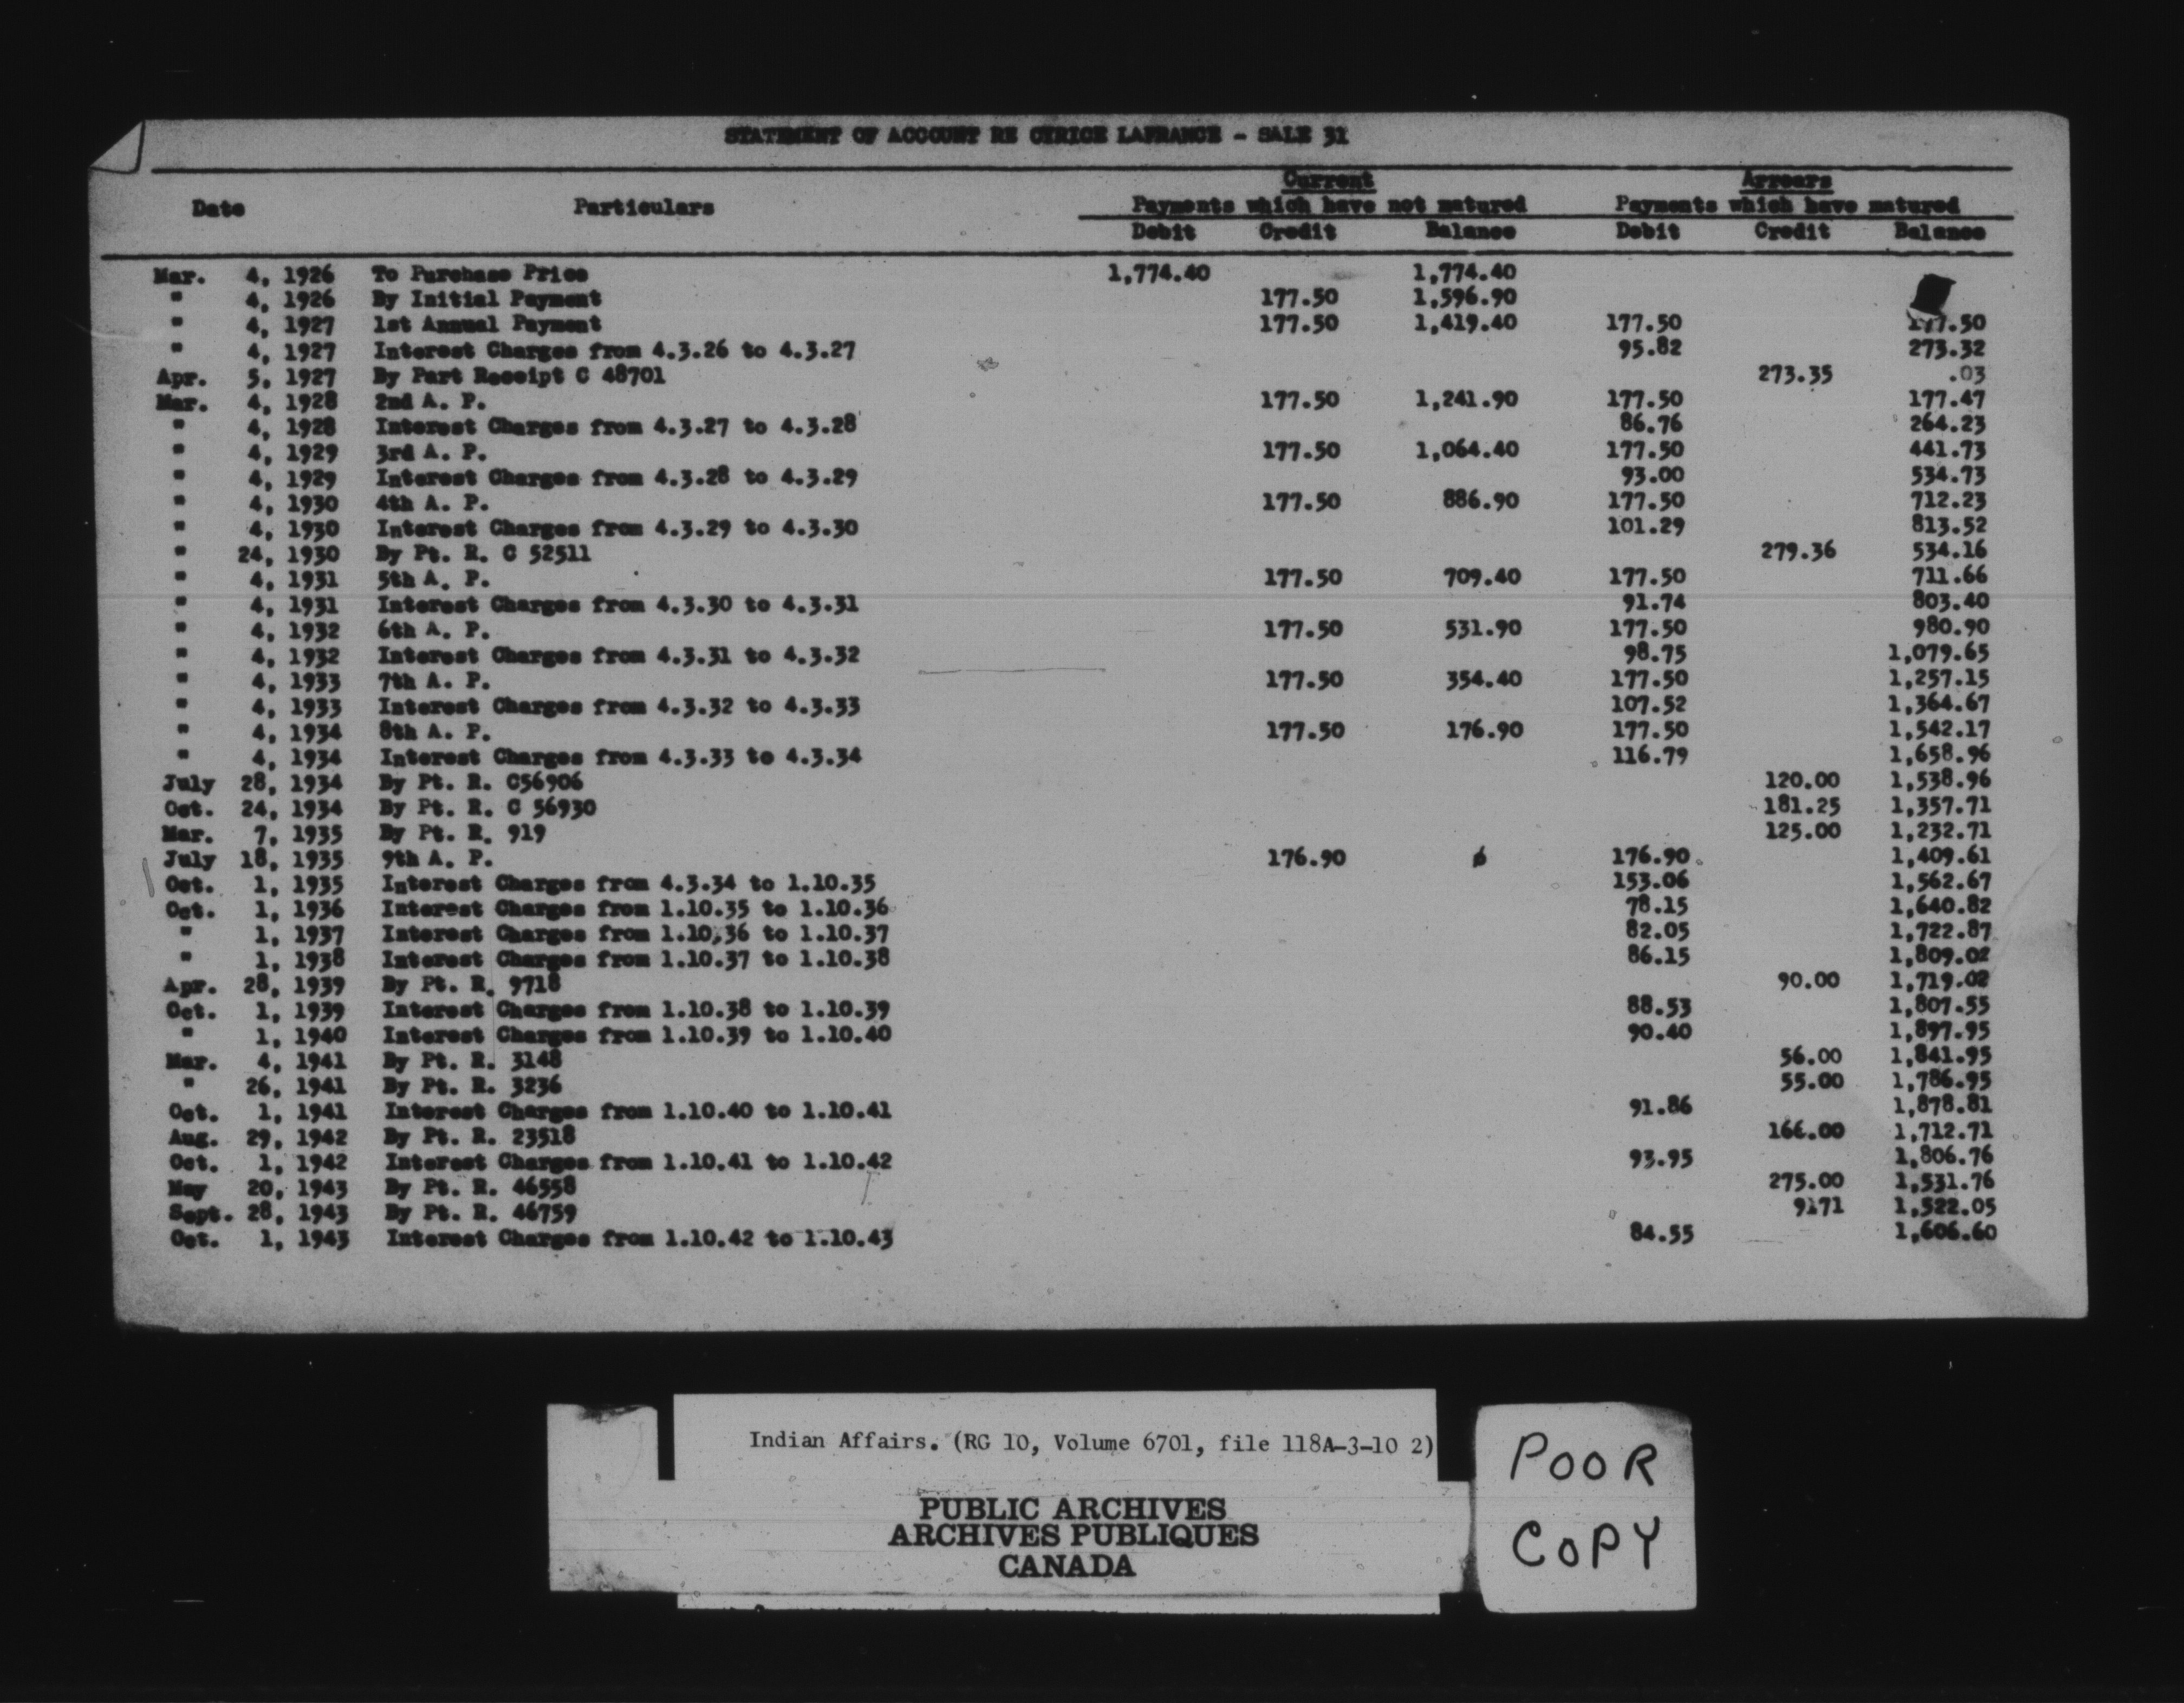 STATEMENT OF ACCOUNT RE CYRICE LAFRANCE - SALE 31
Current Arrears
Date Particulars Payments which have not matured Payments which have matured
Debit Credit Balance Debit Credit Balance
Mar. 4, 1926 To Purchase Price 1,774.40 1,774.40
" 4, 1926 By Initial Payment 177.50 1,596.90
" 4, 1927 1st Annual Payment 177.50 1,419.40 177.50 177.50
" 4, 1927 Interest Charges from 4.3.26 to 4.3.27 95.82 273.32
Apr. 5, 1927 By Part Receipt C 48701 273.35 .03
Mar. 4, 1928 2nd A. P. 177.50 1,241.90 177.50 177.47
" 4, 1928 Interest Charges from 4.3.27 to 4.3.28 86.76 264.23
" 4, 1929 3rd A. P. 177.50 1,064.40 177.50 441.73
" 4, 1929 Interest Charges from 4.3.28 to 4.3.29 93.00 534.73
" 4, 1930 4th A. P. 177.50 886.90 177.50 712.23
" 4, 1930 Interest Charges from 4.3.29 to 4.3.30 101.29 813.52
" 24, 1930 By Pt. R. C 52511 279.36 534.16
" 4, 1931 5th A. P. 177.50 709.40 177.50 711.66
" 4, 1931 Interest Charges from 4.3.30 to 4.3.31 91.74 803.40
" 4, 1932 6th A. P. 177.50 531.90 177.50 980.90
" 4, 1932 Interest Charges from 4.3.31 to 4.3.32 98.75 1,079.65
" 4, 1933 7th A. P. 177.50 354.40 177.50 1,257.15
" 4, 1933 Interest Charges from 4.3.32 to 4.3.33 107.52 1,364.67
" 4, 1934 8th A. P. 177.50 176.90 177.50 1,542.17
" 4, 1934 Interest Charges from 4.3.33 to 4.3.34 116.79 1,658.96
July 28, 1934 By Pt. R. C56906 120.00 1,538.96
Oct. 24, 1934 By Pt. R. C 56930 181.25 1,357.71
Mar. 7, 1935 By Pt. R. 919 125.00 1,232.71
July 18, 1935 9th A. P. 176.90 ø 176.90 1,409.61
Oct. 1, 1935 Interest Charges from 4.3.34 to 1.10.35 153.06 1,562.67
Oct. 1, 1936 Interest Charges from 1.10.35 to 1.10.36 78.15 1,640.82
" 1, 1937 Interest Charges from 1.10.36 to 1.10.37 82.05 1,722.87
" 1, 1938 Interest Charges from 1.10.37 to 1.10.38 86.15 1,809.02
Apr. 28, 1939 By Pt. R. 9718 90.00 1,719.02
Oct. 1, 1939 Interest Charges from 1.10.38 to 1.10.39 88.53 1,807.55
" 1, 1940 Interest Charges from 1.10.39 to 1.10.40 90.40 1,897.95
Mar. 4, 1941 By Pt. R. 3148 56.00 1,841.95
" 26, 1941 By Pt. R. 3236 55.00 1,786.95
Oct. 1, 1941 Interest Charges from 1.10.40 to 1.10.41 91.86 1,878.81
Aug. 29, 1942 By Pt. R. 23518 166.00 1,712.71
Oct. 1, 1942 Interest Charges from 1.10.41 to 1.10.42 93.95 1,806.76
May 20, 1943 By Pt. R. 46558 275.00 1,531.76
Sept. 28, 1943 By Pt. R. 46759 9171 1,522.05
Oct. 1, 1943 Interest Charges from 1.10.42 to 1.10.43 84.55 1,606.60
Indian Affairs. (RG 10, Volume 6701, file 118A-3-10 2)
PUBLIC ARCHIVES
ARCHIVES PUBLIQUES
CANADA
POOR
COPY